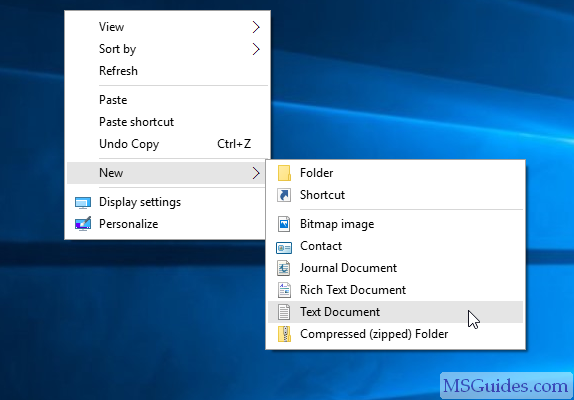 View
Sort by
Refresh
Paste
Paste shortcut
Undo Copy Ctrl+Z
New
Display settings
Personalize
Folder
Shortcut
Bitmap image
Contact
Journal Document
Rich Text Document
Text Document
Compressed (zipped) Folder
MSGuides.com